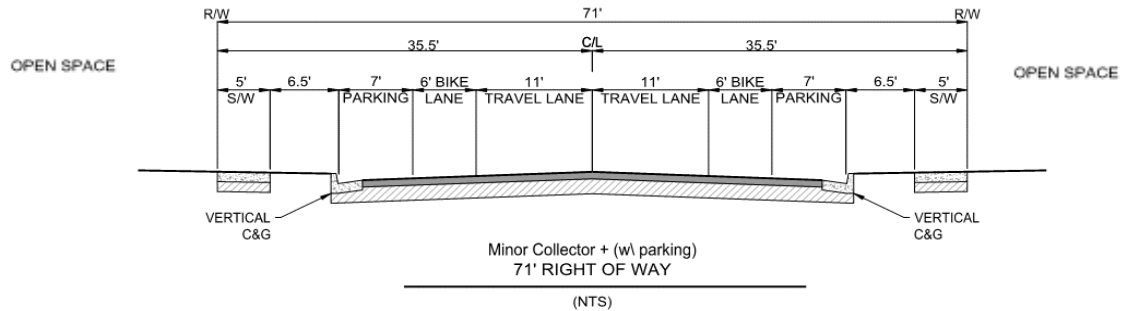 R/W 71' R/W
35.5' C/L 35.5'
OPEN SPACE OPEN SPACE
5' 6.5' 7' 6' BIKE 11' 11' 6' BIKE 7' 6.5' 5'
S/W PARKING LANE TRAVEL LANE TRAVEL LANE LANE PARKING S/W
VERTICAL VERTICAL
C&G C&G
Minor Collector + (w\ parking)
71' RIGHT OF WAY
(NTS)